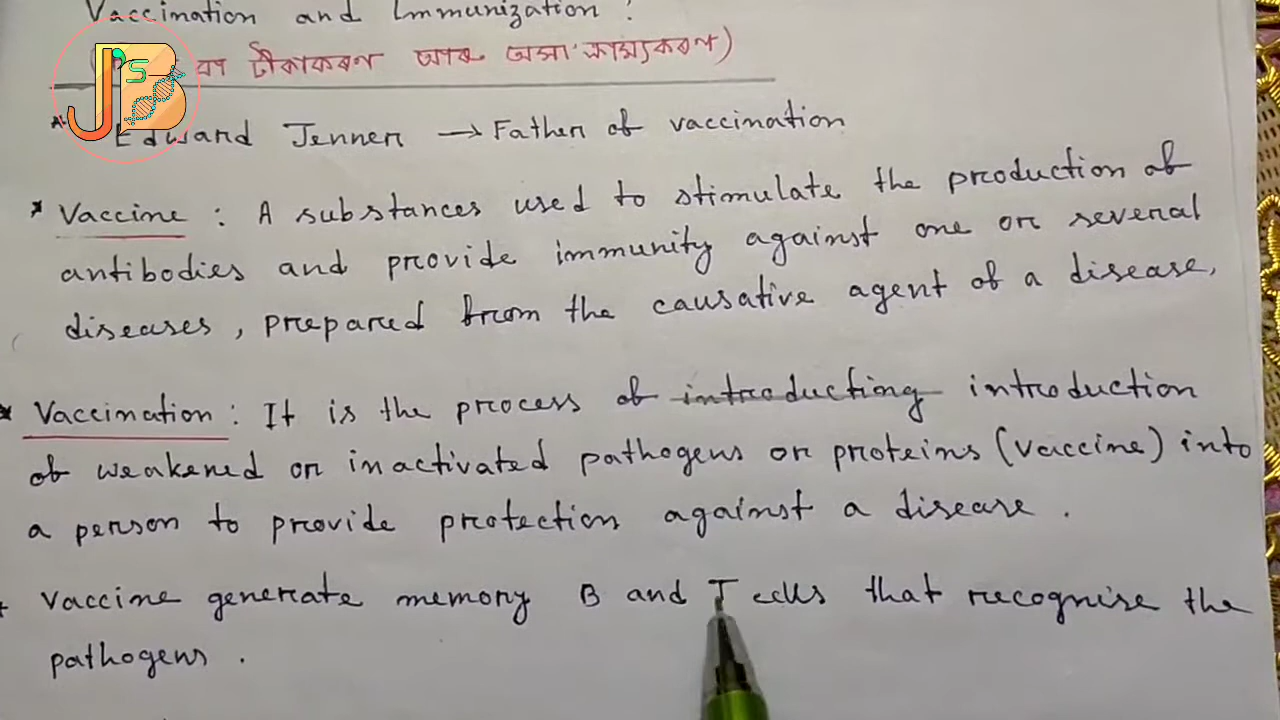 Vaccination and Immunization :
টীকাকৰণ আৰু অসংক্ৰাম্যকৰণ)
J's B
Edward Jenner → Father of vaccination
* Vaccine : A substances used to stimulate the production of
antibodies and provide immunity against one or several
diseases, prepared from the causative agent of a disease,
* Vaccination : It is the process of introducting introduction
of weakened or inactivated pathogens or proteins (vaccine) into
a person to provide protection against a disease .
Vaccine generate memory B and T cells that recognise the
pathogens .